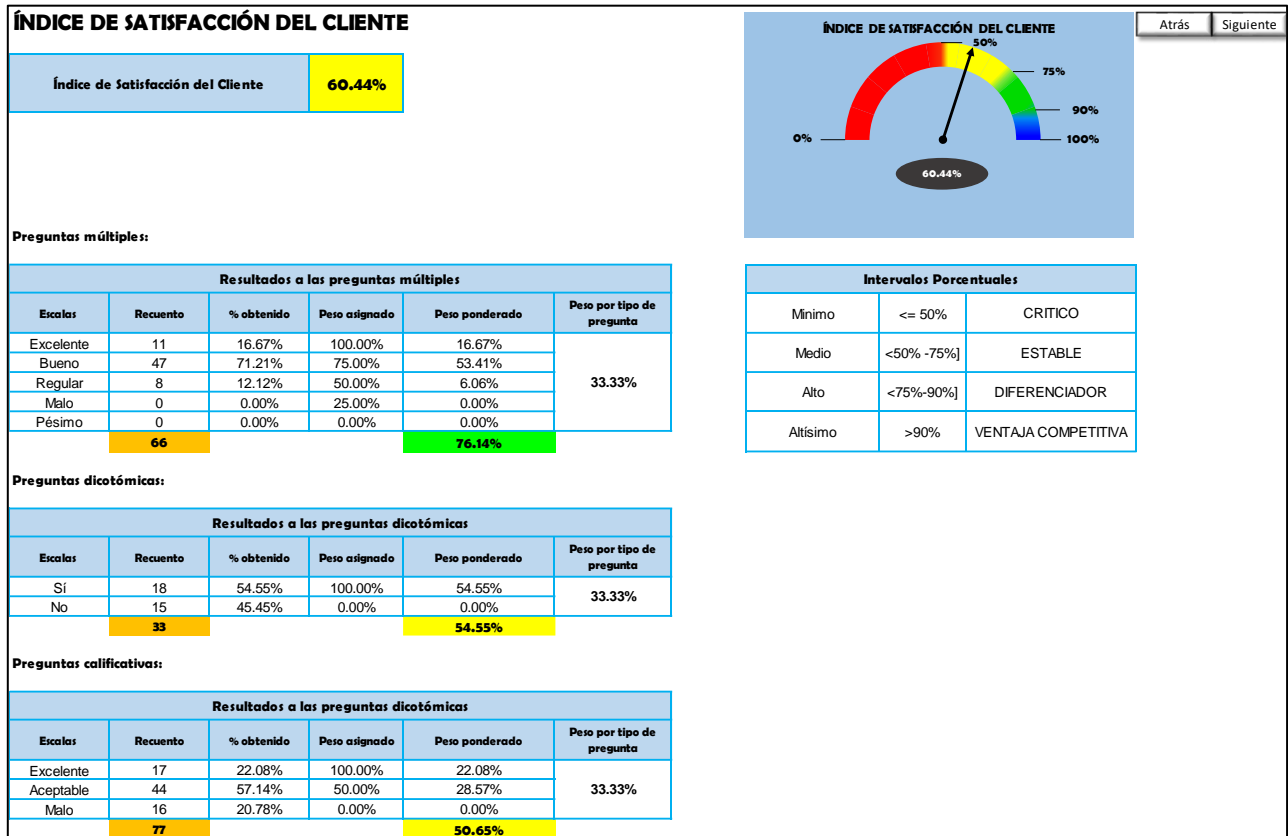 ÍNDICE DE SATISFACCIÓN DEL CLIENTE
Índice de Satisfacción del Cliente 60.44%
ÍNDICE DE SATISFACCIÓN DEL CLIENTE
50%
75%
90%
0% 100%
60.44%
Atrás Siguiente
Preguntas múltiples:
Resultados a las preguntas múltiples
Escalas Recuento % obtenido Peso asignado Peso ponderado Peso por tipo de pregunta
Excelente 11 16.67% 100.00% 16.67%
Bueno 47 71.21% 75.00% 53.41%
Regular 8 12.12% 50.00% 6.06% 33.33%
Malo 0 0.00% 25.00% 0.00%
Pésimo 0 0.00% 0.00% 0.00%
66 76.14%
Intervalos Porcentuales
Minimo <= 50% CRITICO
Medio <50% -75%] ESTABLE
Alto <75%-90%] DIFERENCIADOR
Altísimo >90% VENTAJA COMPETITIVA
Preguntas dicotómicas:
Resultados a las preguntas dicotómicas
Escalas Recuento % obtenido Peso asignado Peso ponderado Peso por tipo de pregunta
Sí 18 54.55% 100.00% 54.55% 33.33%
No 15 45.45% 0.00% 0.00%
33 54.55%
Preguntas calificativas:
Resultados a las preguntas dicotómicas
Escalas Recuento % obtenido Peso asignado Peso ponderado Peso por tipo de pregunta
Excelente 17 22.08% 100.00% 22.08%
Aceptable 44 57.14% 50.00% 28.57% 33.33%
Malo 16 20.78% 0.00% 0.00%
77 50.65%